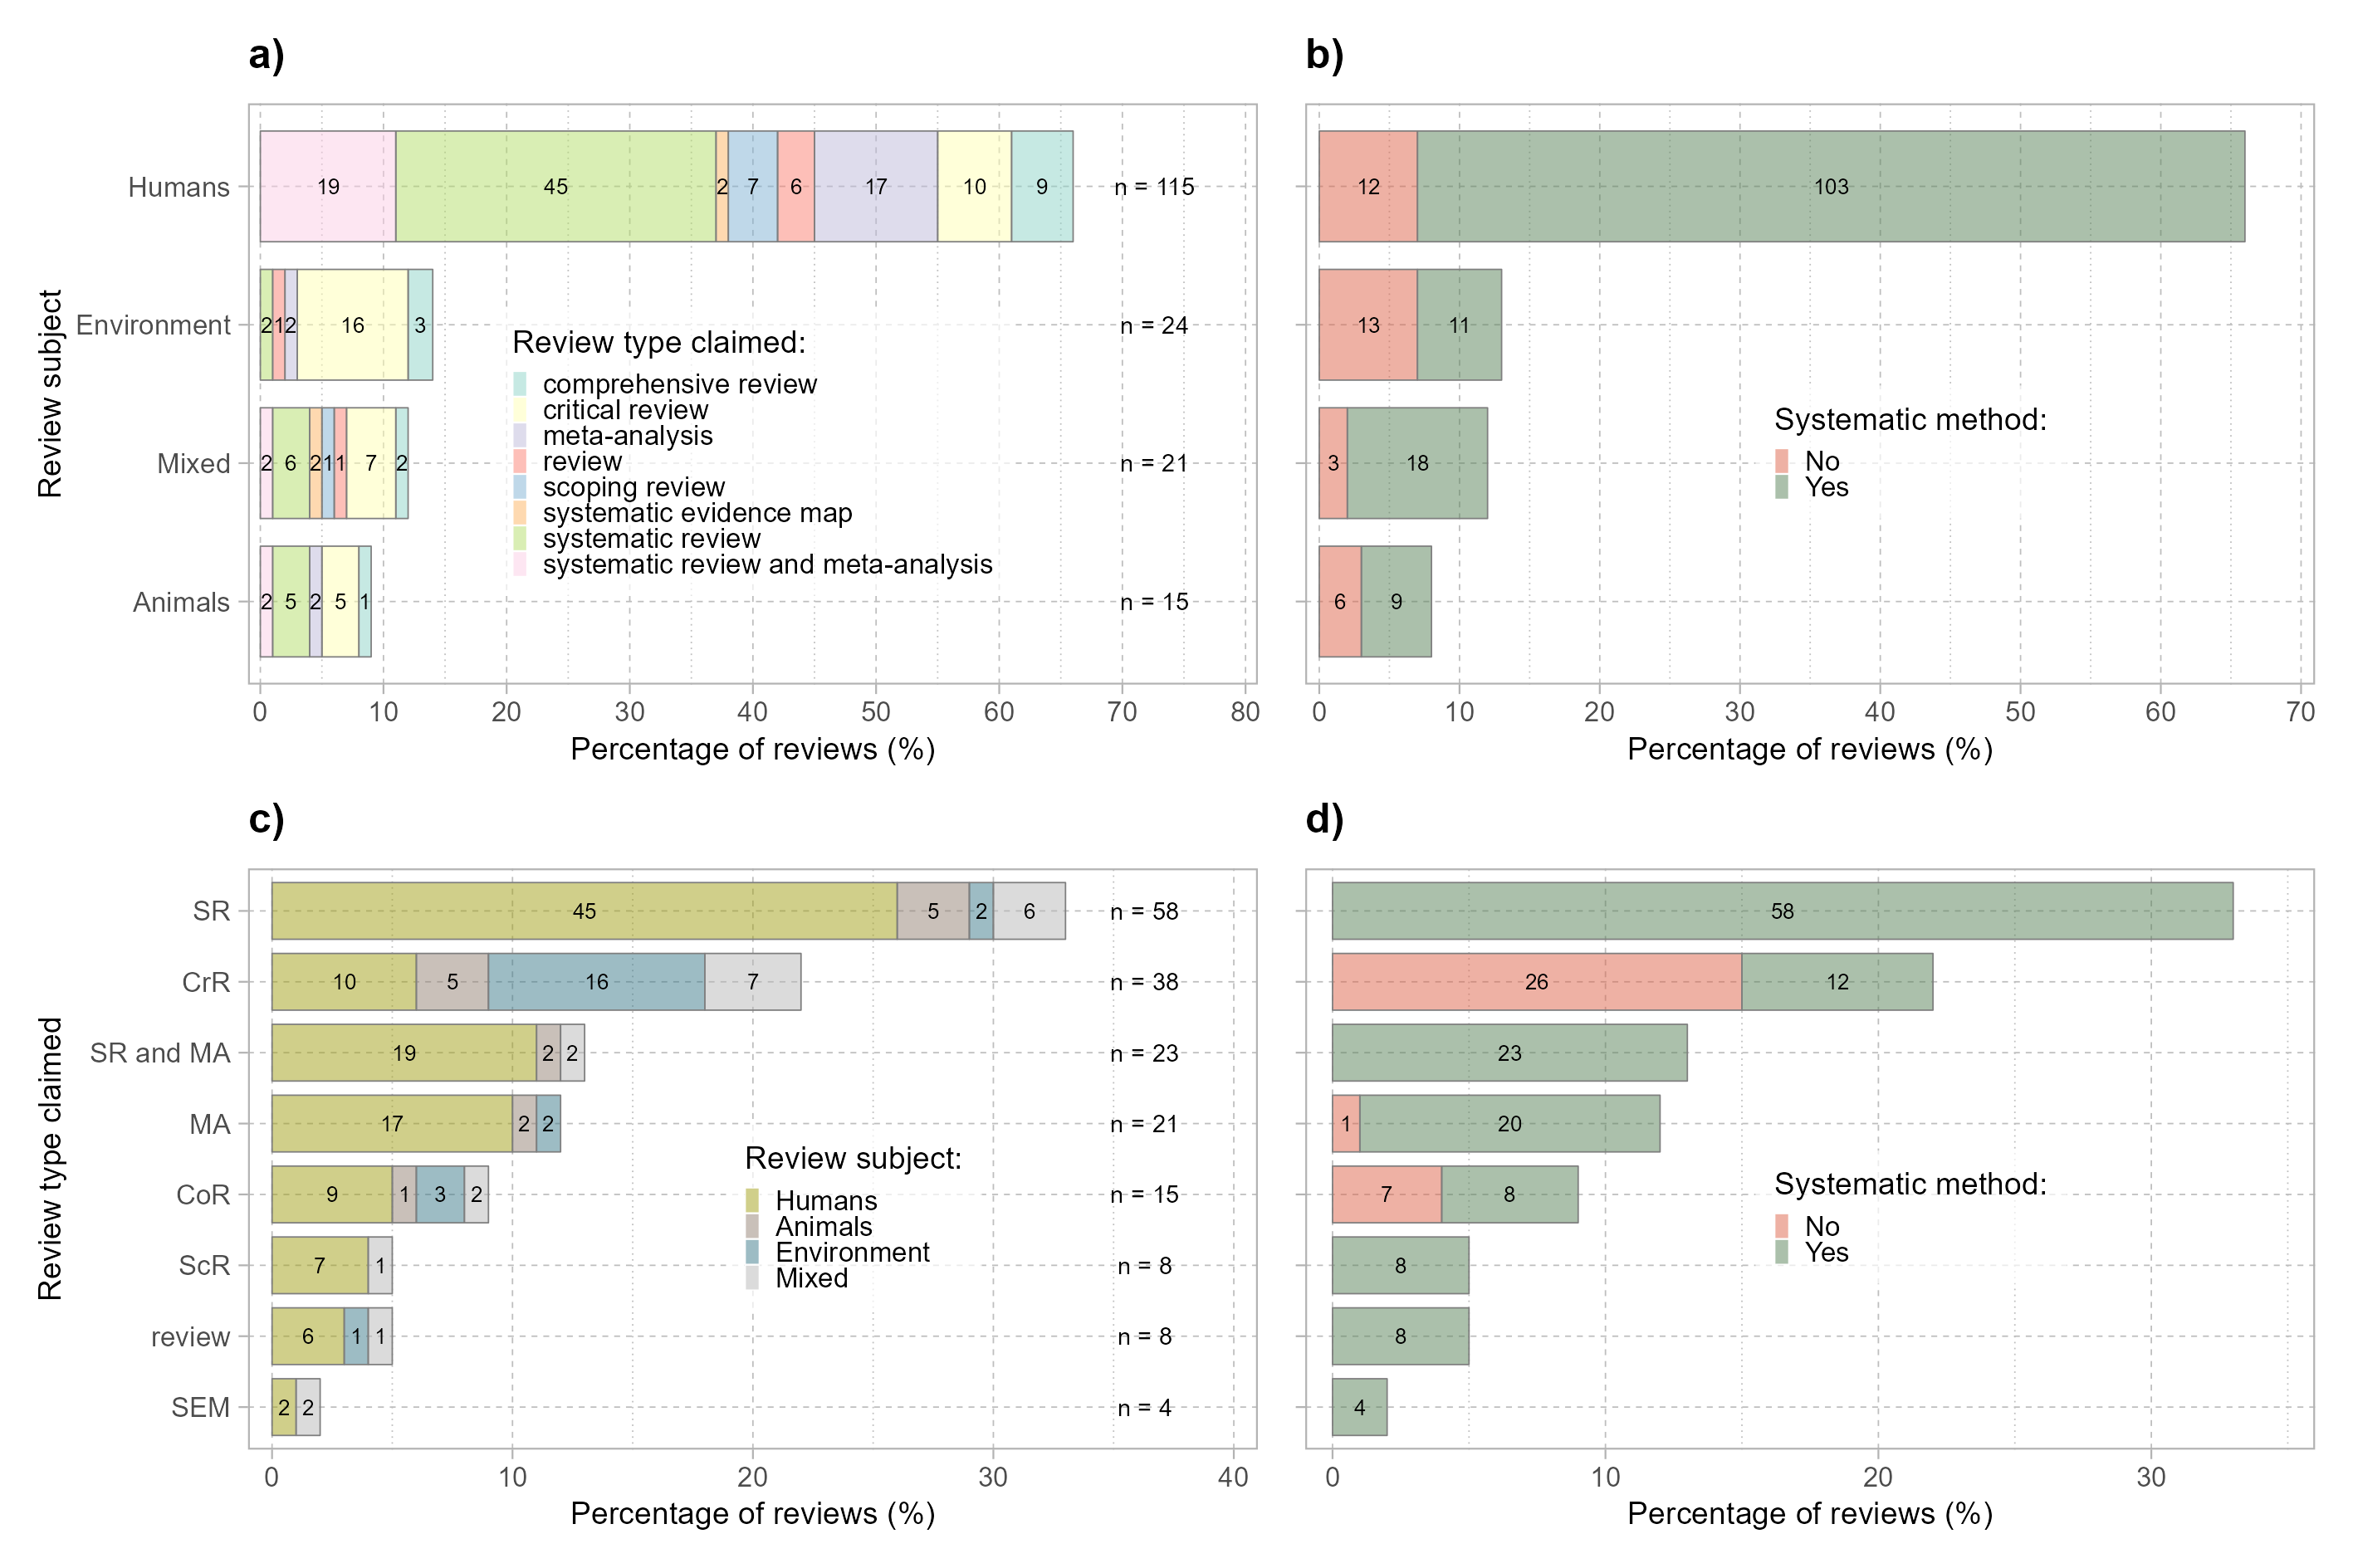 a)
Review subject
Humans
19 45 2 7 6 17 10 9 n = 115
Environment
2 1 2 16 3 n = 24
Mixed
2 6 2 1 1 7 2 n = 21
Animals
2 5 2 5 1 n = 15
Review type claimed:
comprehensive review
critical review
meta-analysis
review
scoping review
systematic evidence map
systematic review
systematic review and meta-analysis
0 10 20 30 40 50 60 70 80
Percentage of reviews (%)
b)
12 103
13 11
3 18
6 9
Systematic method:
No
Yes
0 10 20 30 40 50 60 70
Percentage of reviews (%)
c)
Review type claimed
SR 45 5 2 6 n = 58
CrR 10 5 16 7 n = 38
SR and MA 19 2 2 n = 23
MA 17 2 2 n = 21
CoR 9 1 3 2 n = 15
ScR 7 1 n = 8
review 6 1 1 n = 8
SEM 2 2 n = 4
Review subject:
Humans
Animals
Environment
Mixed
0 10 20 30 40
Percentage of reviews (%)
d)
58
26 12
23
1 20
7 8
8
8
4
Systematic method:
No
Yes
0 10 20 30
Percentage of reviews (%)